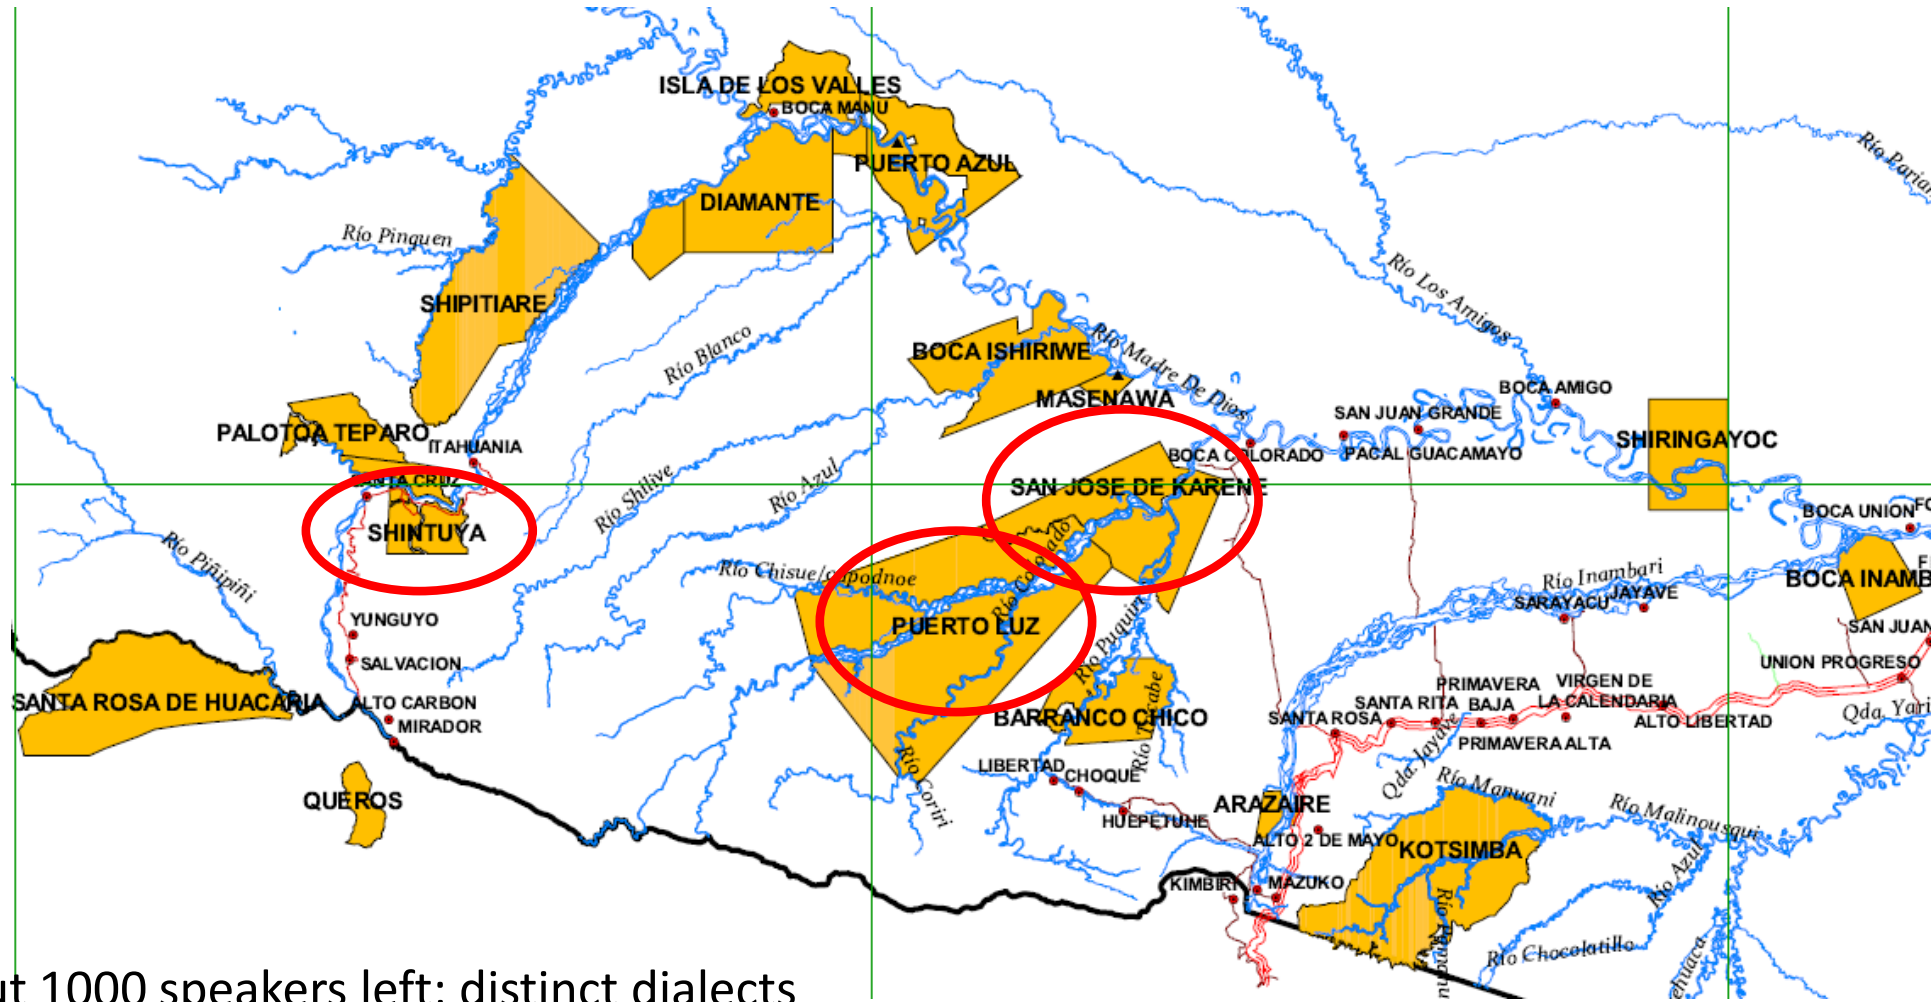 ISLA DE LOS VALLES
BOCA MANU
PUERTO AZUL
DIAMANTE
Río Parian
Río Pinquen
SHIPITIARE
Río Los Amigos
Río Blanco
BOCA ISHIRIWE
Río Madre De Dios
MASENAWA
BOCA AMIGO
SAN JUAN GRANDE
PALOTOA TEPARO
ITAHUANIA
BOCA COLORADO
PACAL GUACAMAYO
SHIRINGAYOC
SANTA CRUZ
Río Shilive
Río Azul
SAN JOSE DE KARENE
SHINTUYA
BOCA UNION
Río Piñipiñi
Río Chisue/
Río Colorado
Río Inambari
BOCA INAMB
SARAYACU
JAYAVE
YUNGUYO
PUERTO LUZ
Río Puquiri
SAN JUAN
SALVACION
UNION PROGRESO
SANTA ROSA DE HUACARIA
ALTO CARBON
MIRADOR
BARRANCO CHICO
PRIMAVERA
BAJA
VIRGEN DE
LA CALENDARIA
SANTA RITA
SANTA ROSA
ALTO LIBERTAD
Qda. Yari
PRIMAVERA ALTA
Qda. Jayave
LIBERTAD
CHOQUE
Río Coriri
QUEROS
HUEPETUHE
ARAZAIRE
Río Manuani
Río Malinousqui
ALTO 2 DE MAYO
KOTSIMBA
Río Azul
KIMBIRI
MAZUKO
Río Chocolatillo
ut 1000 speakers left; distinct dialects